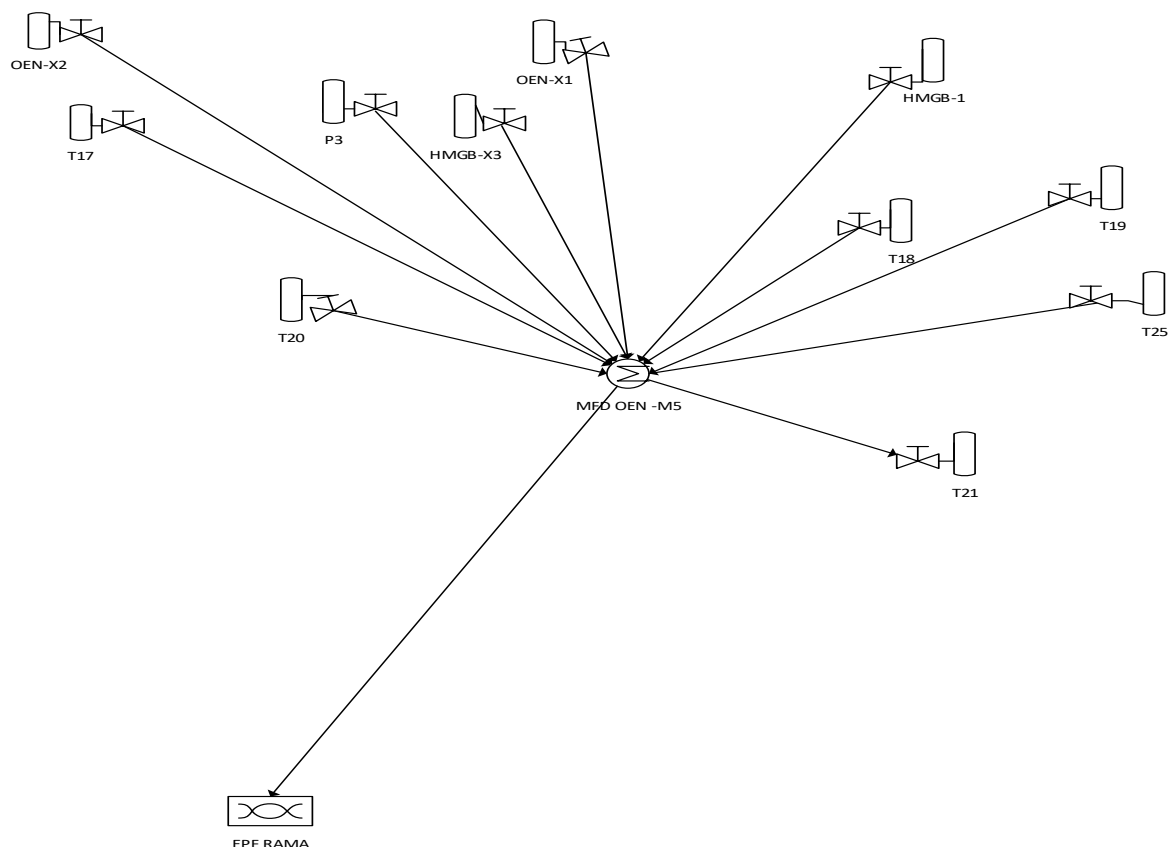 OEN-X2
OEN-X1
HMGB-1
P3
HMGB-X3
T17
T19
T18
T20
T25
MFD OEN -M5
T21
EPF RAMA